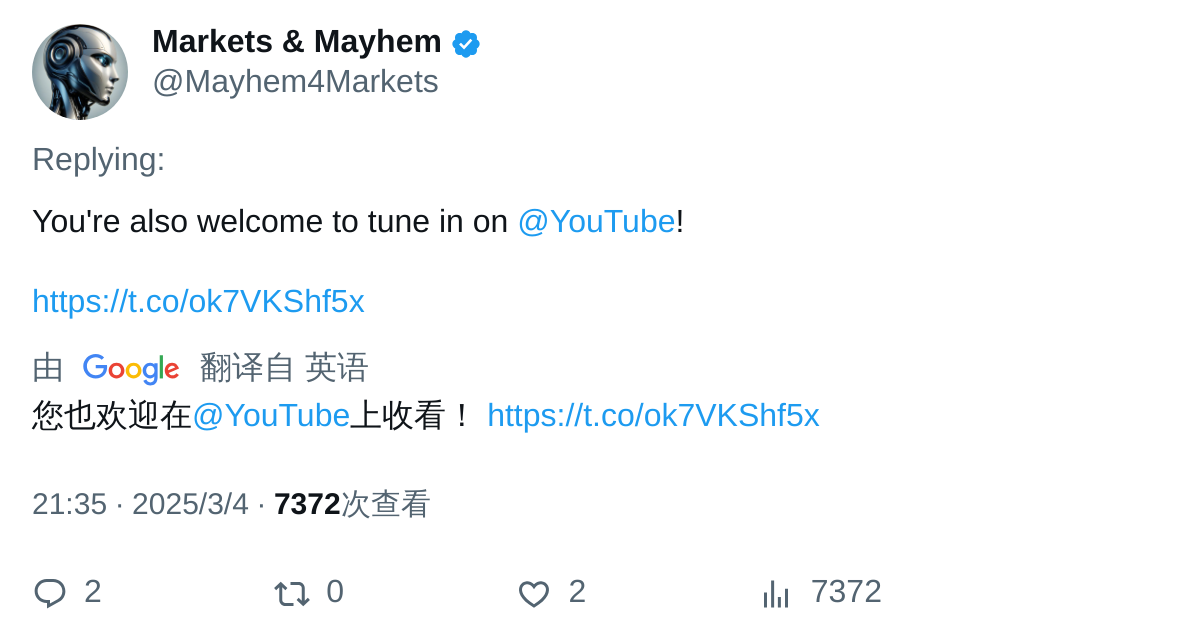 Markets & Mayhem
@Mayhem4Markets
Replying:
You're also welcome to tune in on @YouTube!
https://t.co/ok7VKShf5x
由 Google 翻译自 英语
您也欢迎在@YouTube上收看！ https://t.co/ok7VKShf5x
21:35 · 2025/3/4 · 7372次查看
2 0 2 7372